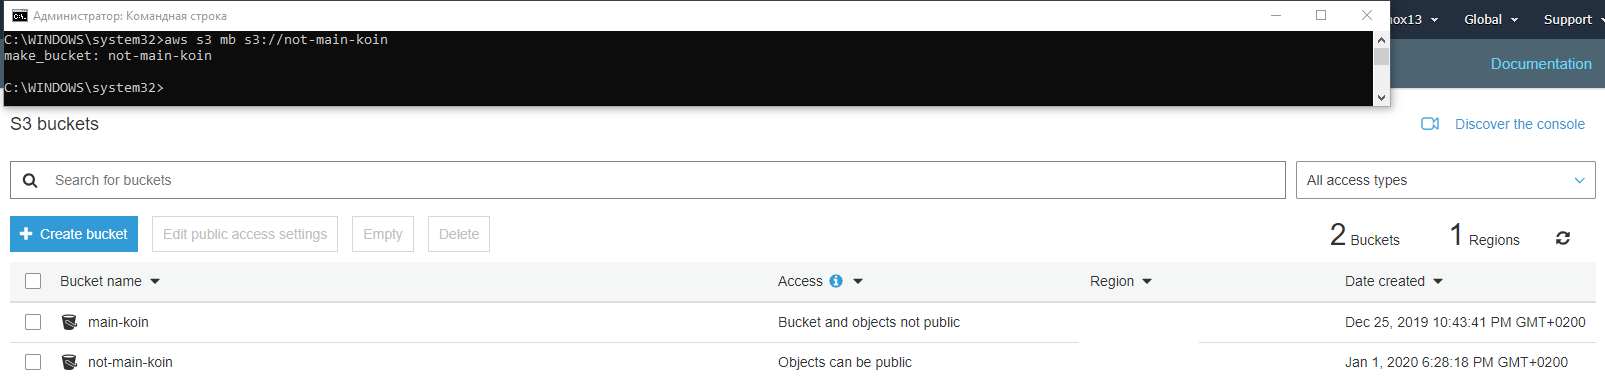 Администратор: Командная строка
C:\WINDOWS\system32>aws s3 mb s3://not-main-koin
make_bucket: not-main-koin
C:\WINDOWS\system32>
Global
Support
Documentation
S3 buckets
Discover the console
Search for buckets
All access types
Create bucket
Edit public access settings
Empty
Delete
2 Buckets
1 Regions
Bucket name
Access
Region
Date created
main-koin
Bucket and objects not public
Dec 25, 2019 10:43:41 PM GMT+0200
not-main-koin
Objects can be public
Jan 1, 2020 6:28:18 PM GMT+0200